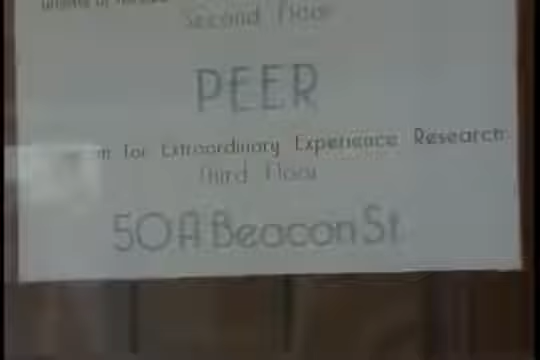 Second Floor
PEER
for Extraordinary Experience Research
Third Floor
50A Beacon St.